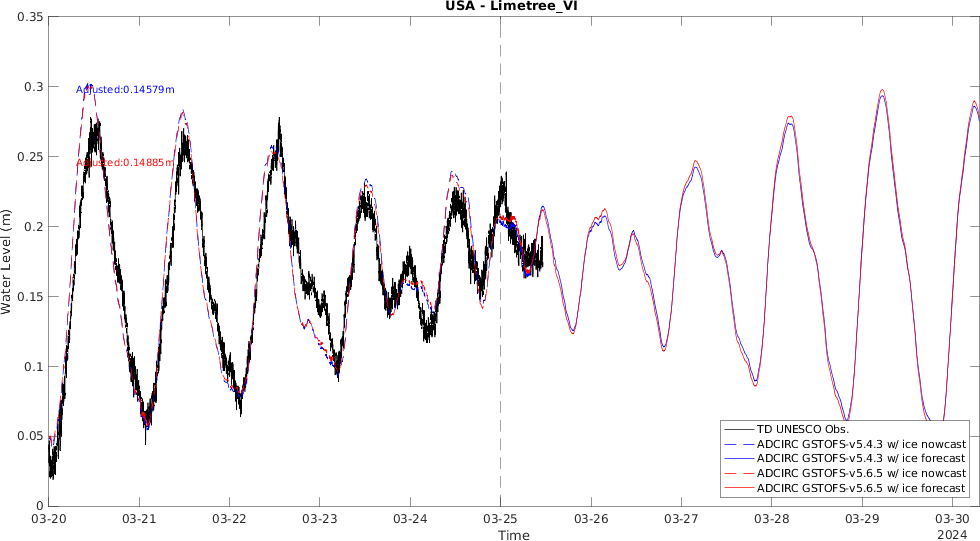 USA - Limetree_VI
0.35
0.3
0.25
0.2
0.15
0.1
0.05
0
Water Level (m)
Adjusted:0.14579m
Adjusted:0.14885m
TD UNESCO Obs.
ADCIRC GSTOFS-v5.4.3 w/ ice nowcast
ADCIRC GSTOFS-v5.4.3 w/ ice forecast
ADCIRC GSTOFS-v5.6.5 w/ ice nowcast
ADCIRC GSTOFS-v5.6.5 w/ ice forecast
03-20 03-21 03-22 03-23 03-24 03-25 03-26 03-27 03-28 03-29 03-30
Time
2024